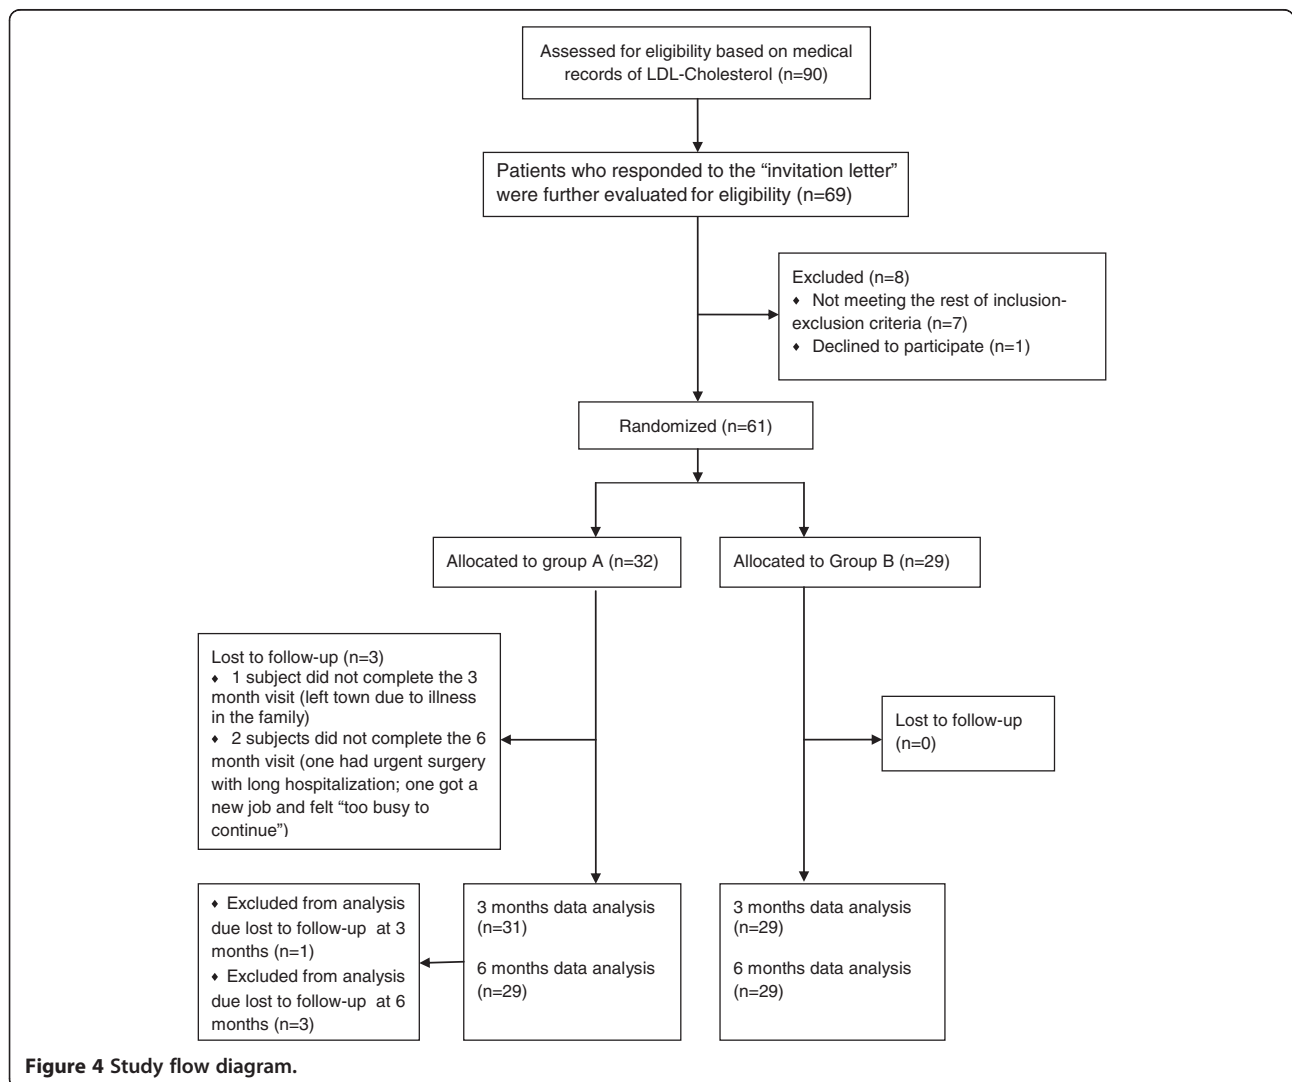 Assessed for eligibility based on medical
records of LDL-Cholesterol (n=90)
Patients who responded to the “invitation letter”
were further evaluated for eligibility (n=69)
Excluded (n=8)
♦ Not meeting the rest of inclusion-
exclusion criteria (n=7)
♦ Declined to participate (n=1)
Randomized (n=61)
Allocated to group A (n=32)
Allocated to Group B (n=29)
Lost to follow-up (n=3)
♦ 1 subject did not complete the 3
month visit (left town due to illness
in the family)
♦ 2 subjects did not complete the 6
month visit (one had urgent surgery
with long hospitalization; one got a
new job and felt “too busy to
continue”)
Lost to follow-up
(n=0)
♦ Excluded from analysis
due lost to follow-up at 3
months (n=1)
♦ Excluded from analysis
due lost to follow-up at 6
months (n=3)
3 months data analysis
(n=31)
6 months data analysis
(n=29)
3 months data analysis
(n=29)
6 months data analysis
(n=29)
Figure 4 Study flow diagram.